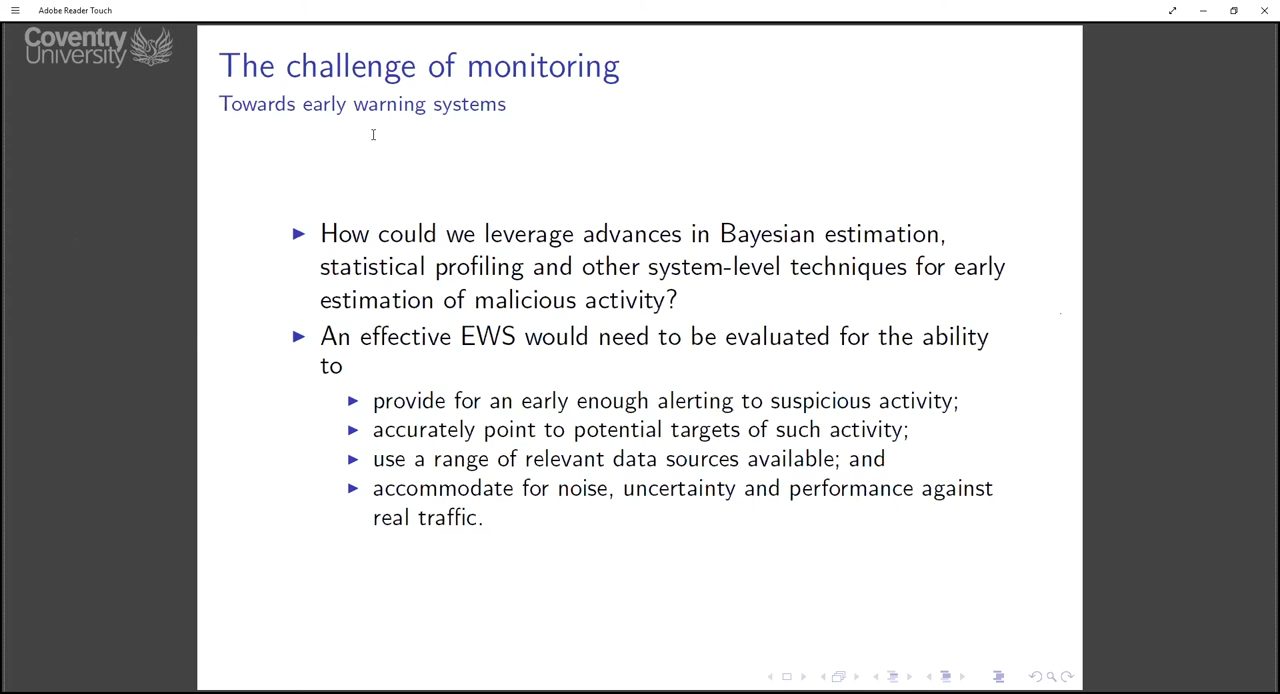 Adobe Reader Touch
Coventry
University
The challenge of monitoring
Towards early warning systems
How could we leverage advances in Bayesian estimation,
statistical profiling and other system-level techniques for early
estimation of malicious activity?
An effective EWS would need to be evaluated for the ability
to
provide for an early enough alerting to suspicious activity;
accurately point to potential targets of such activity;
use a range of relevant data sources available; and
accommodate for noise, uncertainty and performance against
real traffic.